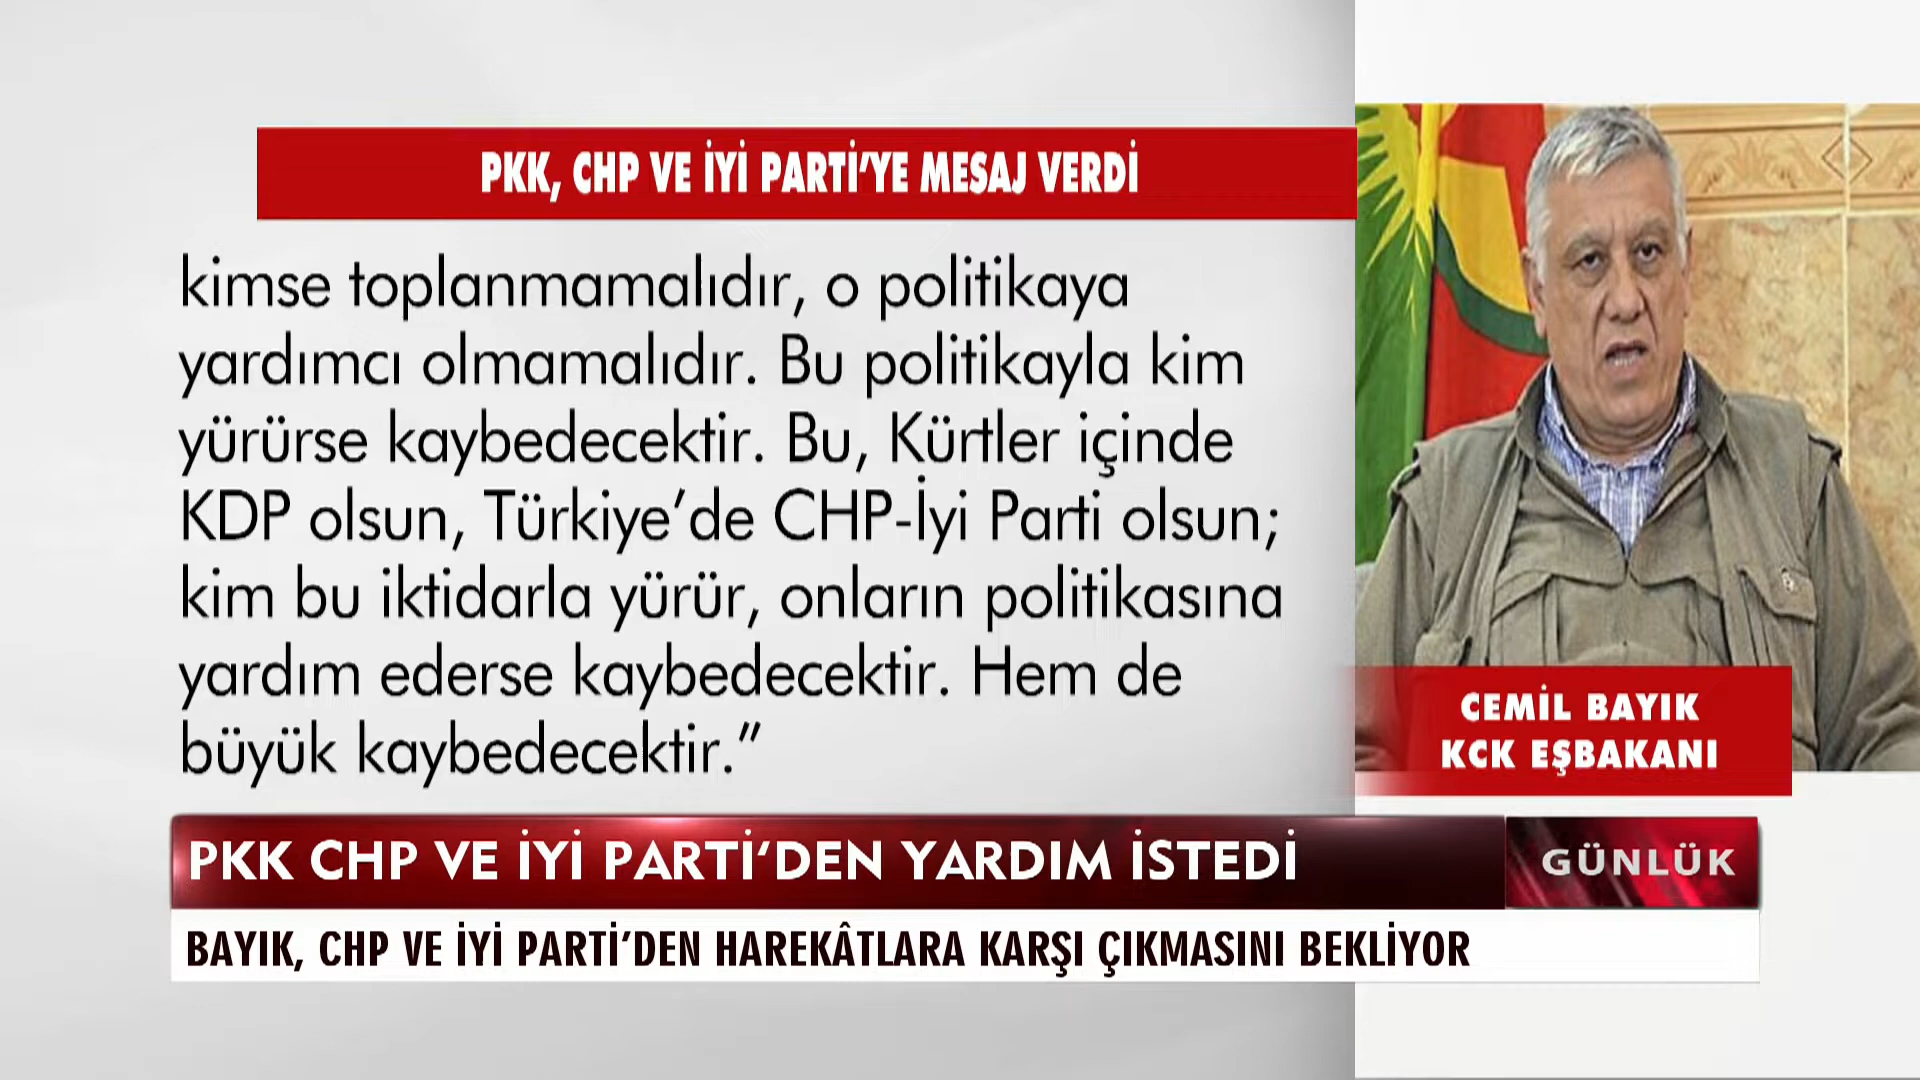 PKK, CHP VE İYİ PARTİ'YE MESAJ VERDİ
kimse toplanmamalıdır, o politikaya
yardımcı olmamalıdır. Bu politikayla kim
yürürse kaybedecektir. Bu, Kürtler içinde
KDP olsun, Türkiye'de CHP-İyi Parti olsun;
kim bu iktidarla yürür, onların politikasına
yardım ederse kaybedecektir. Hem de
büyük kaybedecektir.”
CEMİL BAYIK
KCK EŞBAKANI
PKK CHP VE İYİ PARTİ'DEN YARDIM İSTEDİ
GÜNLÜK
BAYIK, CHP VE İYİ PARTİ'DEN HAREKÂTLARA KARŞI ÇIKMASINI BEKLİYOR